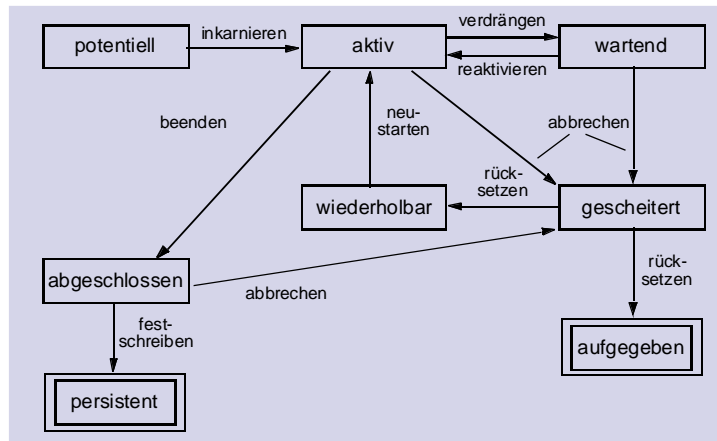 potentiell
inkarnieren
aktiv
verdrängen
reaktivieren
wartend
beenden
neu-
starten
abbrechen
rück-
setzen
wiederholbar
gescheitert
abgeschlossen
abbrechen
rück-
setzen
fest-
schreiben
aufgegeben
persistent